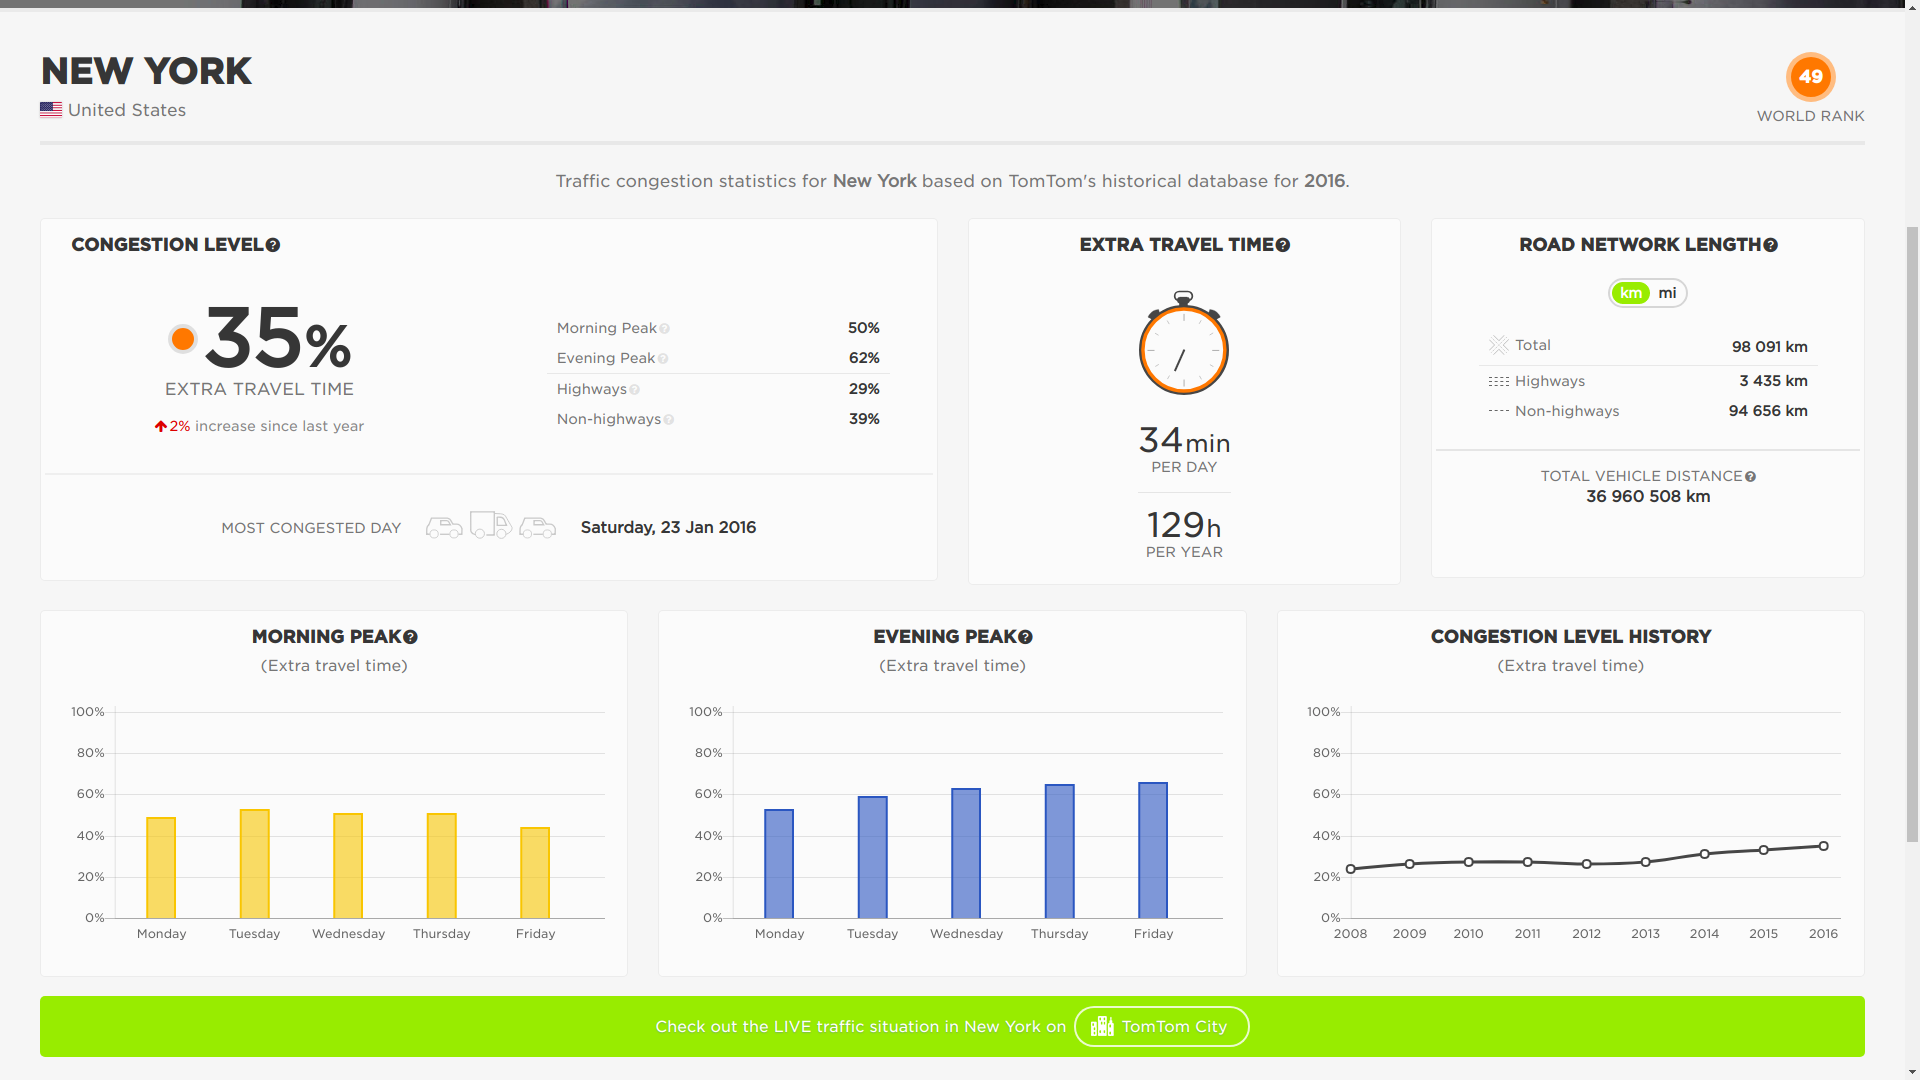 NEW YORK
United States
49
WORLD RANK
Traffic congestion statistics for New York based on TomTom's historical database for 2016.
CONGESTION LEVEL?
35%
EXTRA TRAVEL TIME
2% increase since last year
Morning Peak? 50%
Evening Peak? 62%
Highways? 29%
Non-highways? 39%
MOST CONGESTED DAY Saturday, 23 Jan 2016
EXTRA TRAVEL TIME?
34min
PER DAY
129h
PER YEAR
ROAD NETWORK LENGTH?
km mi
Total 98 091 km
Highways 3 435 km
Non-highways 94 656 km
TOTAL VEHICLE DISTANCE?
36 960 508 km
MORNING PEAK?
(Extra travel time)
100%
80%
60%
40%
20%
0%
Monday Tuesday Wednesday Thursday Friday
EVENING PEAK?
(Extra travel time)
100%
80%
60%
40%
20%
0%
Monday Tuesday Wednesday Thursday Friday
CONGESTION LEVEL HISTORY
(Extra travel time)
100%
80%
60%
40%
20%
0%
2008 2009 2010 2011 2012 2013 2014 2015 2016
Check out the LIVE traffic situation in New York on TomTom City